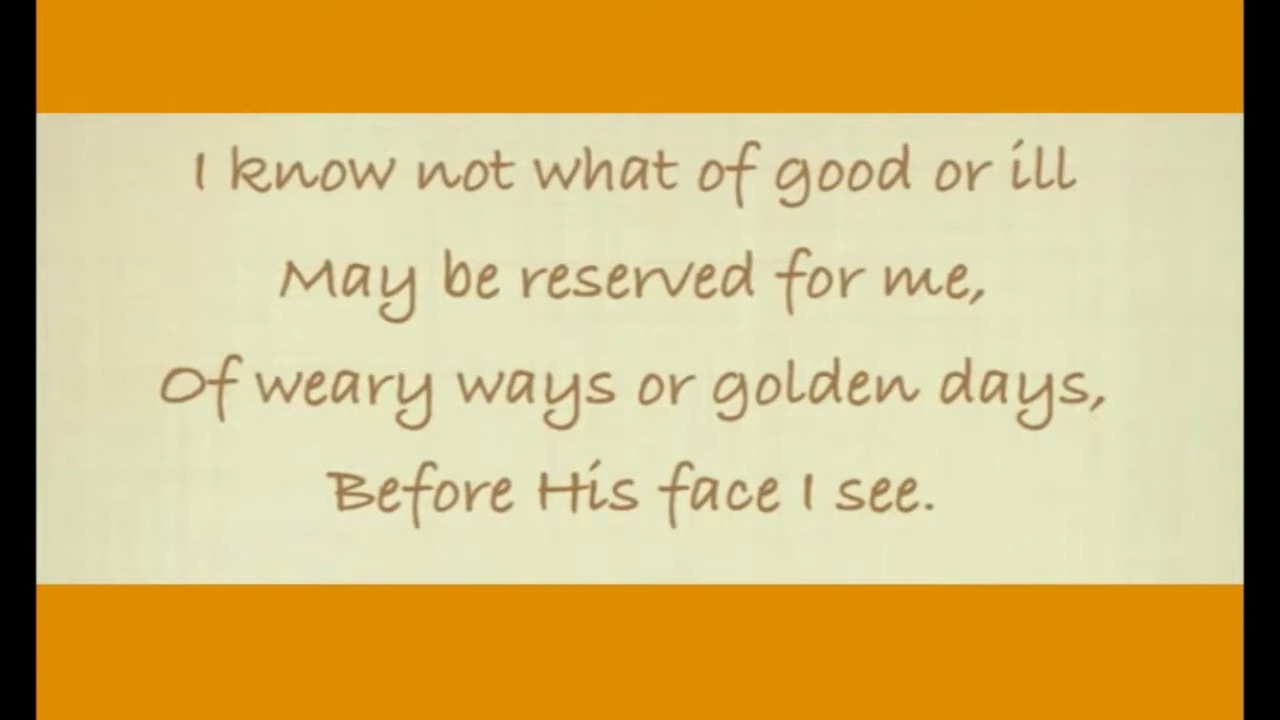 I know not what of good or ill
May be reserved for me,
Of weary ways or golden days,
Before His face I see.